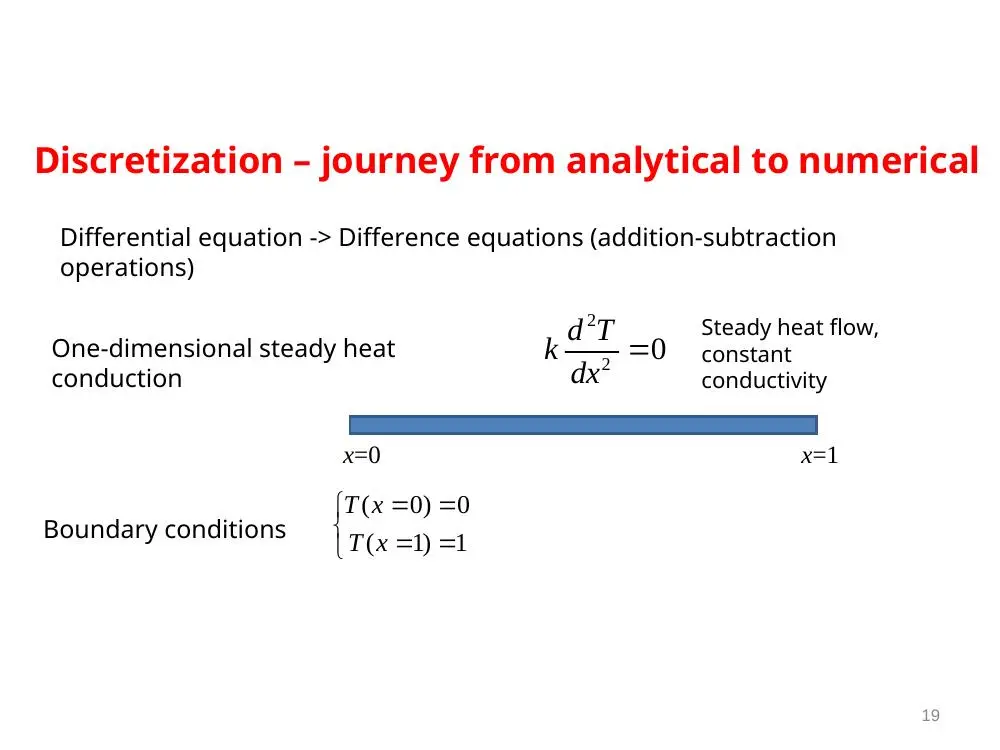 Discretization – journey from analytical to numerical
Differential equation -> Difference equations (addition-subtraction
operations)
One-dimensional steady heat
conduction
k d²T/dx² =0
Steady heat flow,
constant
conductivity
x=0
x=1
Boundary conditions
{T(x=0)=0
T(x=1)=1
19